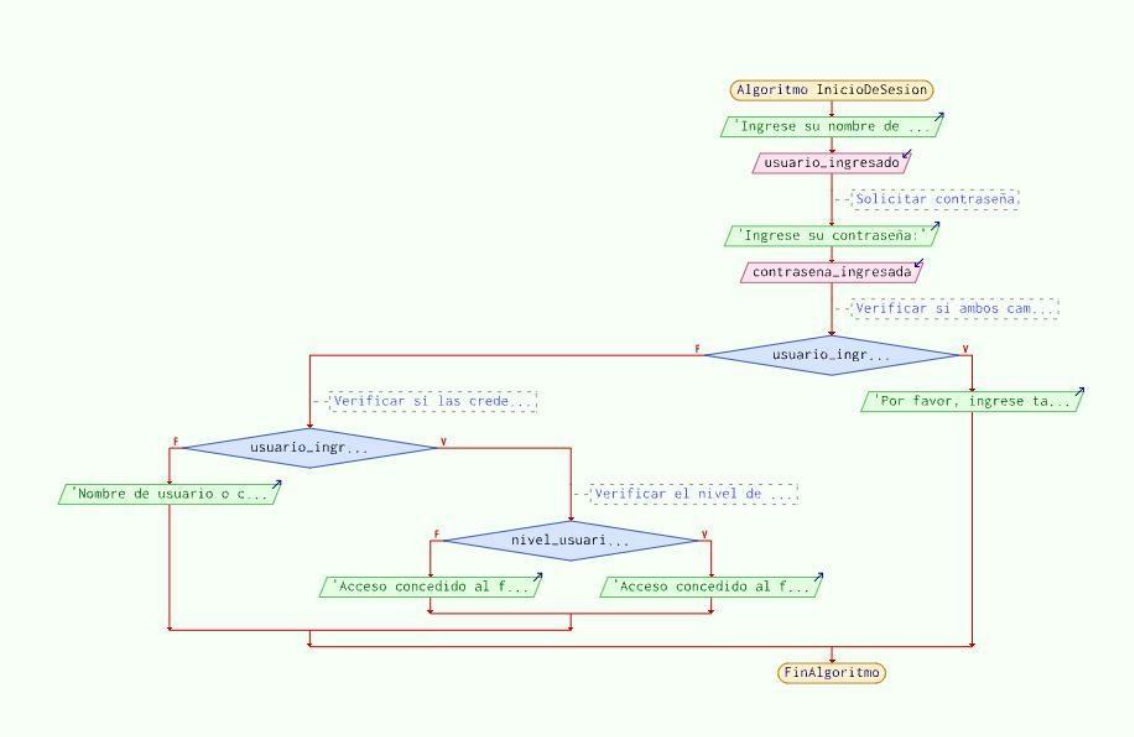 Algoritmo InicioDeSesion
'Ingrese su nombre de ...
usuario_ingresado
Solicitar contraseña
'Ingrese su contraseña:'
contrasena_ingresada
Verificar si ambos cam...
F
V
usuario_ingr...
'Por favor, ingrese ta...
Verificar si las crede...
F
V
usuario_ingr...
'Nombre de usuario o c...
Verificar el nivel de ...
F
V
nivel_usuari...
'Acceso concedido al f...
'Acceso concedido al f...
FinAlgoritmo